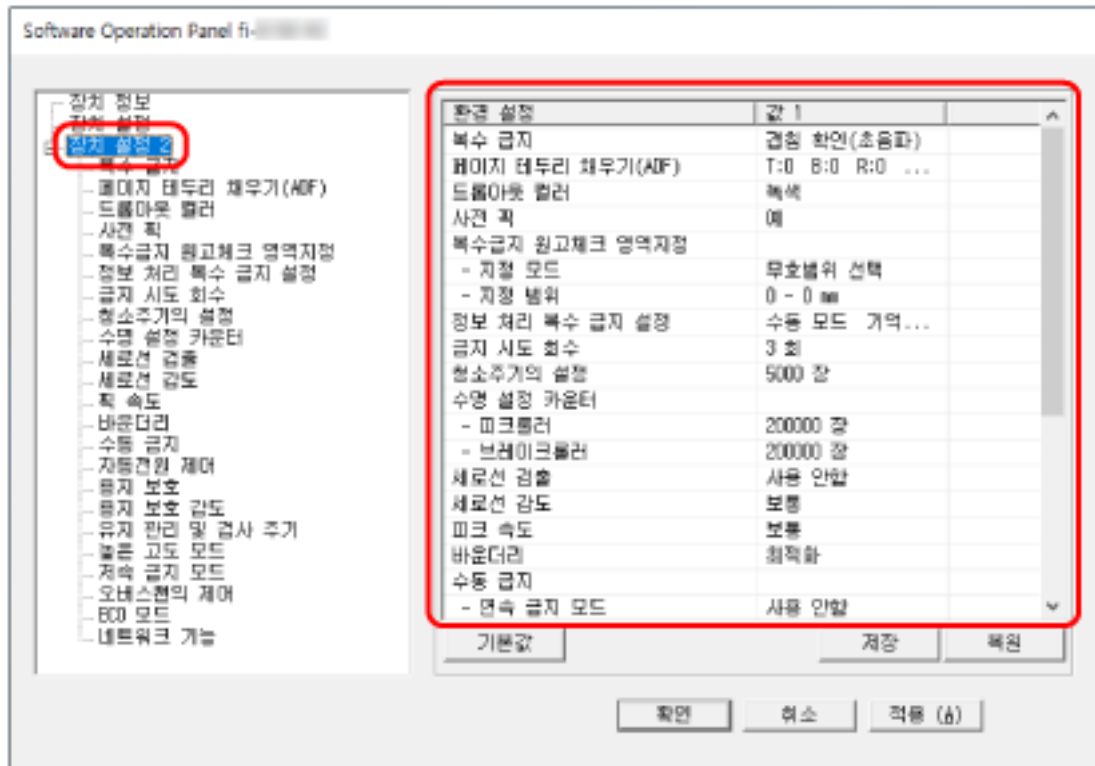 Software Operation Panel fi-
장치 정보
장치 설정
장치 설정 2
복수 급지
페이지 테두리 채우기(ADF)
드롭아웃 컬러
사전 픽
복수급지 원고체크 영역지정
정보 처리 복수 급지 설정
급지 시도 회수
청소주기의 설정
수명 설정 카운터
세로선 검출
세로선 감도
픽 속도
바운더리
수동 급지
자동전원 제어
용지 보호
용지 보호 감도
유지 관리 및 검사 주기
높은 고도 모드
저속 급지 모드
오버스캔의 제어
ECO 모드
네트워크 기능
환경 설정 값 1
복수 급지 겹침 확인(초음파)
페이지 테두리 채우기(ADF) T:0 B:0 R:0 ...
드롭아웃 컬러 녹색
사전 픽 예
복수급지 원고체크 영역지정
- 지정 모드 무효범위 선택
- 지정 범위 0 - 0 mm
정보 처리 복수 급지 설정 수동 모드 기억...
급지 시도 회수 3 회
청소주기의 설정 5000 장
수명 설정 카운터
- 피크롤러 200000 장
- 브레이크롤러 200000 장
세로선 검출 사용 안함
세로선 감도 보통
피크 속도 보통
바운더리 최적화
수동 급지
- 연속 급지 모드 사용 안함
기본값 저장 복원
확인 취소 적용 (A)